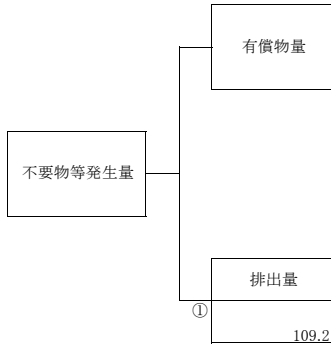 有償物量
不要物等発生量
排出量
①
109.2